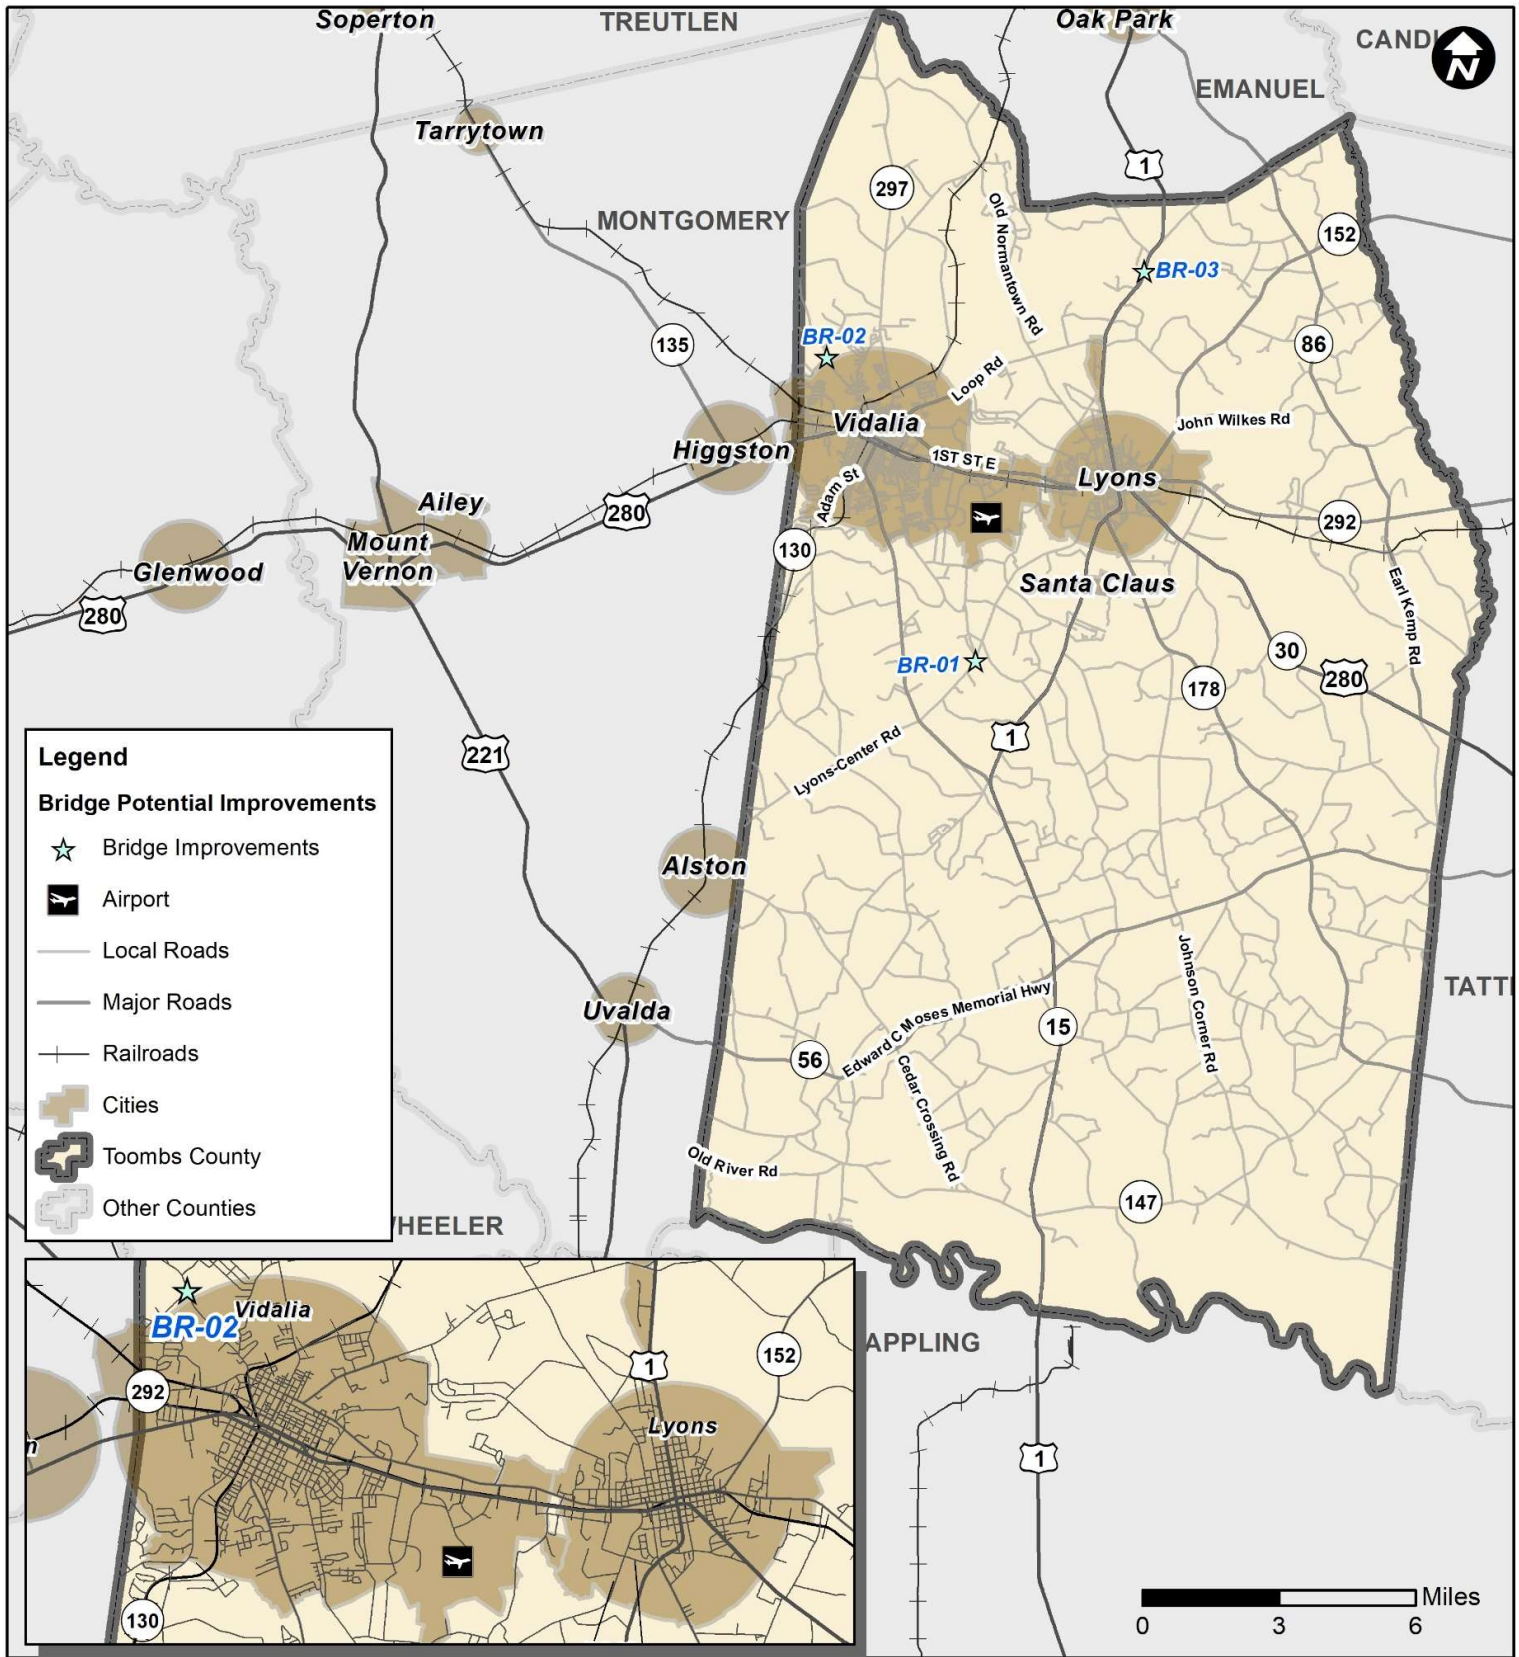 Soperton
TREUTLEN
Oak Park
CANDL
N
EMANUEL
Tarrytown
1
297
MONTGOMERY
Old Normantown Rd
152
BR-03
BR-02
135
86
Loop Rd
Vidalia
John Wilkes Rd
Higgston
1ST ST E
Lyons
Adam St
Ailey
280
292
Mount
Vernon
130
Glenwood
Santa Claus
Earl Kemp Rd
280
BR-01
30
280
178
1
221
Lyons-Center Rd
Legend
Bridge Potential Improvements
Bridge Improvements
Airport
Local Roads
Major Roads
Railroads
Cities
Toombs County
Other Counties
Alston
Johnson Corner Rd
TATT
Uvalda
Edward C Moses Memorial Hwy
15
56
Cedar Crossing Rd
Old River Rd
147
HEELER
Vidalia
BR-02
1
152
APPLING
292
Lyons
n
1
130
Miles
0 3 6